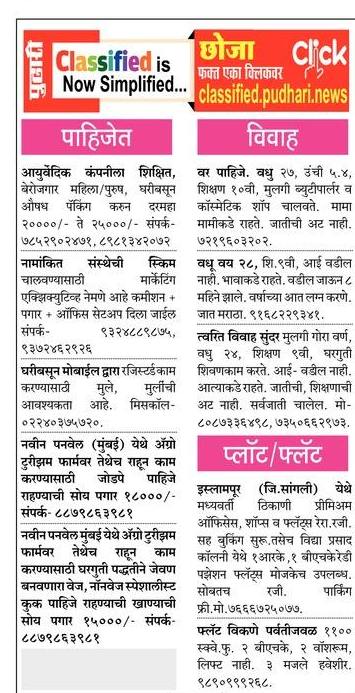 पुढारी
Classified is
Now Simplified...
छोजा
Click
फक्त एका क्लिकवर
classified.pudhari.news
पाहिजेत
आयुर्वेदिक कंपनीला शिक्षित,
बेरोजगार महिला/पुरुष, घरीबसून
औषध पॅकिंग करुन दरमहा
२००००/- ते २५०००/- संपर्क-
७८५२९०२४७१, ८९८१३४२०७२
नामांकित संस्थेची स्किम
चालवण्यासाठी मार्केटिंग
एक्झिक्युटिव्ह नेमणे आहे कमीशन +
पगार + ऑफिस सेटअप दिला जाईल
संपर्क- ९३२४८८९८७५,
९३७२४६२९२६
घरीबसून मोबाईल द्वारा रजिस्टर्डकाम
करण्यासाठी मुले, मुलींची
आवश्यकता आहे. मिसकॉल-
०२२४०३७५७२०.
नवीन पनवेल (मुंबई) येथे ॲग्रो
टुरीझम फार्मवर तेथेच राहून काम
करण्यासाठी जोडपे पाहिजे
राहण्याची सोय पगार १८०००/-
संपर्क- ८८७९८६३९८१
नवीन पनवेल मुंबई येथे ॲग्रो टुरीझम
फार्मवर तेथेच राहून काम
करण्यासाठी घरगुती पद्धतीने जेवण
बनवणारा वेज, नॉनवेज स्पेशालीस्ट
कुक पाहिजे राहण्याची खाण्याची
सोय पगार १५०००/- संपर्क-
८८७९८६३९८१
विवाह
वर पाहिजे. वधु २७, उंची ५.४,
शिक्षण १०वी, मुलगी ब्युटीपार्लर व
कॉस्मेटिक शॉप चालवते. मामा
मामीकडे राहते. जातीची अट नाही.
७२१९६०३२०२.
वधू वय २८, शि.९वी, आई वडील
नाही. भावाकडे राहते. वडील जाऊन ८
महिने झाले. वर्षाच्या आत लग्न करणे.
जात मराठा. ९१६८२२९३४१.
त्वरित विवाह सुंदर मुलगी गोरा वर्ण,
वधु २४, शिक्षण ९वी, घरगुती
शिवणकाम करते. आई- वडील नाही.
आत्याकडे राहते. जातीची, शिक्षणाची
अट नाही. सर्वजाती चालेल. मो-
८०८७३३६४९८, ७३५०६६२९७३.
प्लॉट/फ्लॅट
इस्लामपूर (जि.सांगली) येथे
मध्यवर्ती ठिकाणी प्रीमिअम
ऑफिसेस, शॉप्स व फ्लॅटस् रेरा.रजी.
सह बुकिंग सुरू.तसेच विद्या प्रसाद
कॉलनी येथे १आरके ,१ बीएचकेरेडी
पझेशन फ्लॅट्स मोजकेच उपलब्ध.
सोबतच रजी. पार्किंग
फ्री.मो.७६६६७२५०७७.
फ्लॅट विकणे पर्वतीजवळ ११००
स्क्वे.फु. २ बीएचके, २ वॉशरूम,
लिफ्ट नाही. ३ मजले हवेशीर.
९८९०९९९२६८.